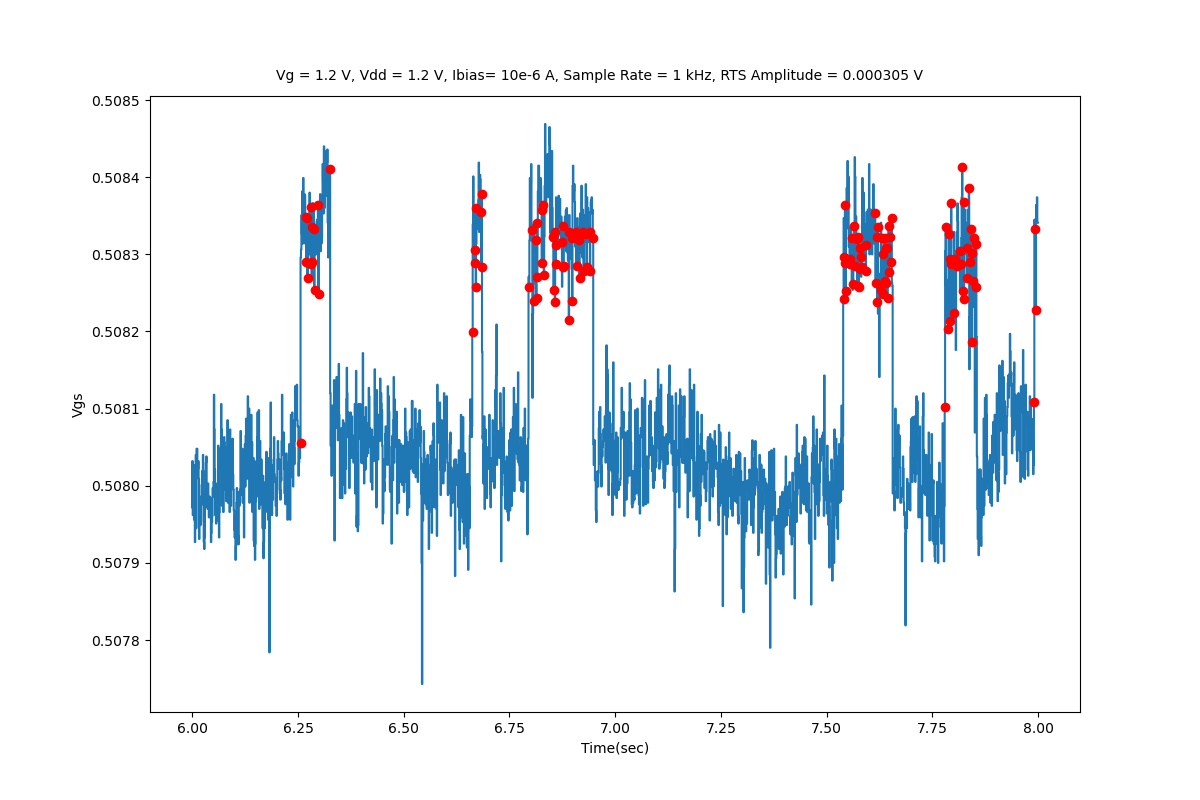 Vg = 1.2 V, Vdd = 1.2 V, Ibias= 10e-6 A, Sample Rate = 1 kHz, RTS Amplitude = 0.000305 V
0.5085
0.5084
0.5083
0.5082
0.5081
0.5080
0.5079
0.5078
Vgs
6.00 6.25 6.50 6.75 7.00 7.25 7.50 7.75 8.00
Time(sec)